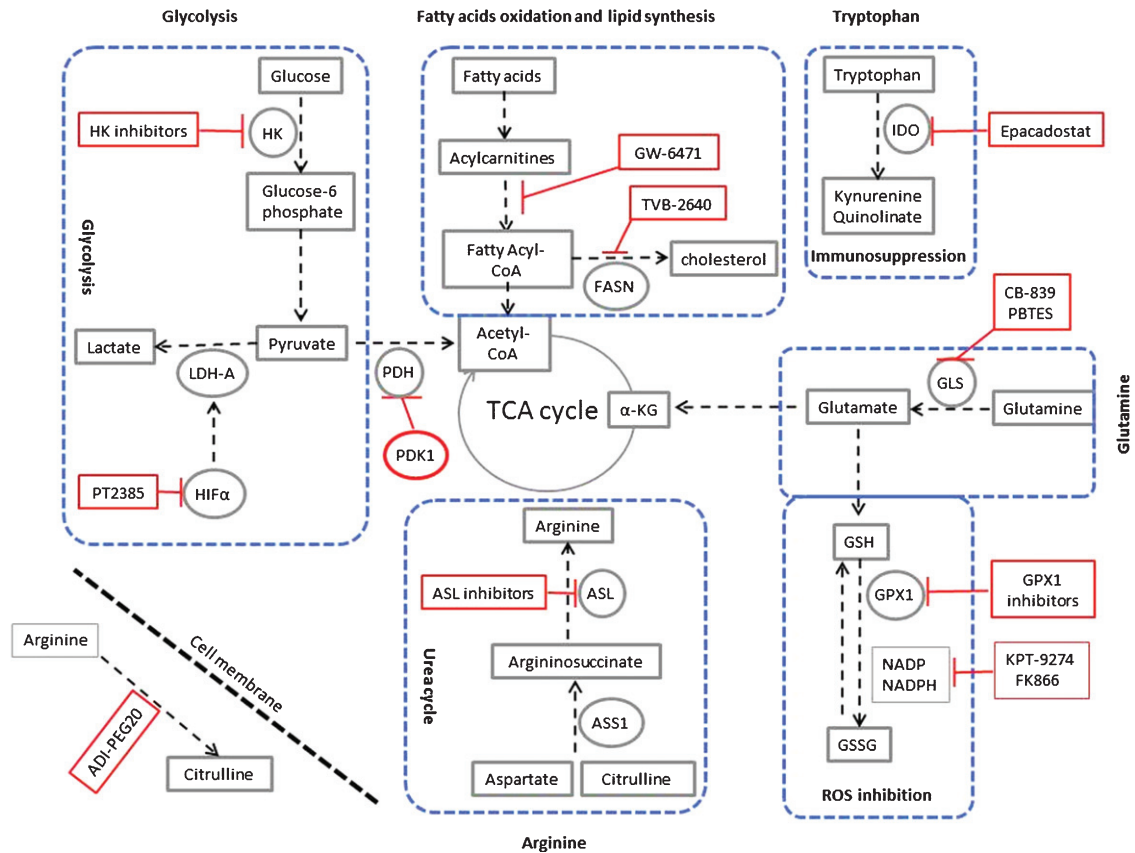 Glycolysis
Fatty acids oxidation and lipid synthesis
Tryptophan
Glucose
HK inhibitors
HK
Glucose-6
phosphate
Glycolysis
Lactate
Pyruvate
LDH-A
PT2385
HIFα
Fatty acids
Acylcarnitines
GW-6471
TVB-2640
Fatty Acyl-
CoA
cholesterol
FASN
Acetyl-
CoA
PDH
PDK1
TCA cycle
α-KG
Tryptophan
IDO
Epacadostat
Kynurenine
Quinolinate
Immunosuppression
CB-839
PBTES
GLS
Glutamate
Glutamine
Glutamine
GSH
GPX1
GPX1
inhibitors
NADP
NADPH
KPT-9274
FK866
GSSG
ROS inhibition
Arginine
ASL inhibitors
ASL
Argininosuccinate
Urea cycle
ASS1
Aspartate
Citrulline
Arginine
Cell membrane
Arginine
ADI-PEG20
Citrulline